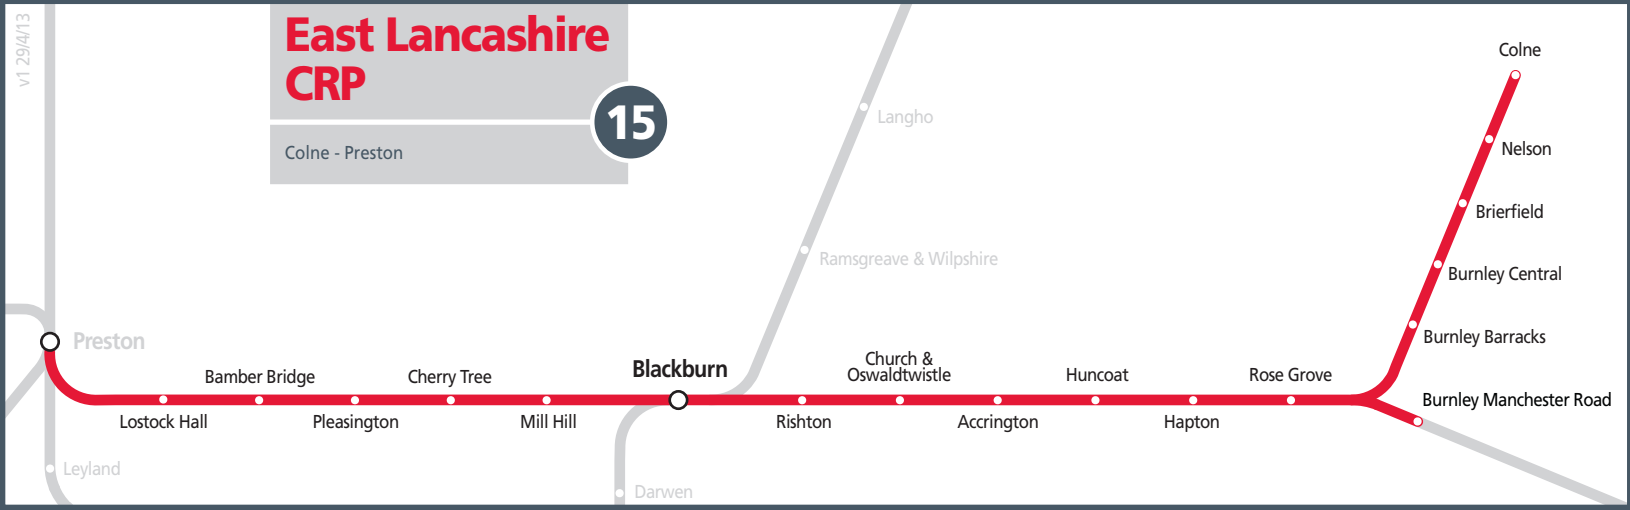 v1 29/4/13
East Lancashire
CRP
15
Colne - Preston
Colne
Langho
Nelson
Brierfield
Ramsgreave & Wilpshire
Burnley Central
Burnley Barracks
Preston
Blackburn
Church &
Oswaldtwistle
Bamber Bridge
Cherry Tree
Huncoat
Rose Grove
Burnley Manchester Road
Lostock Hall
Pleasington
Mill Hill
Rishton
Accrington
Hapton
Leyland
Darwen